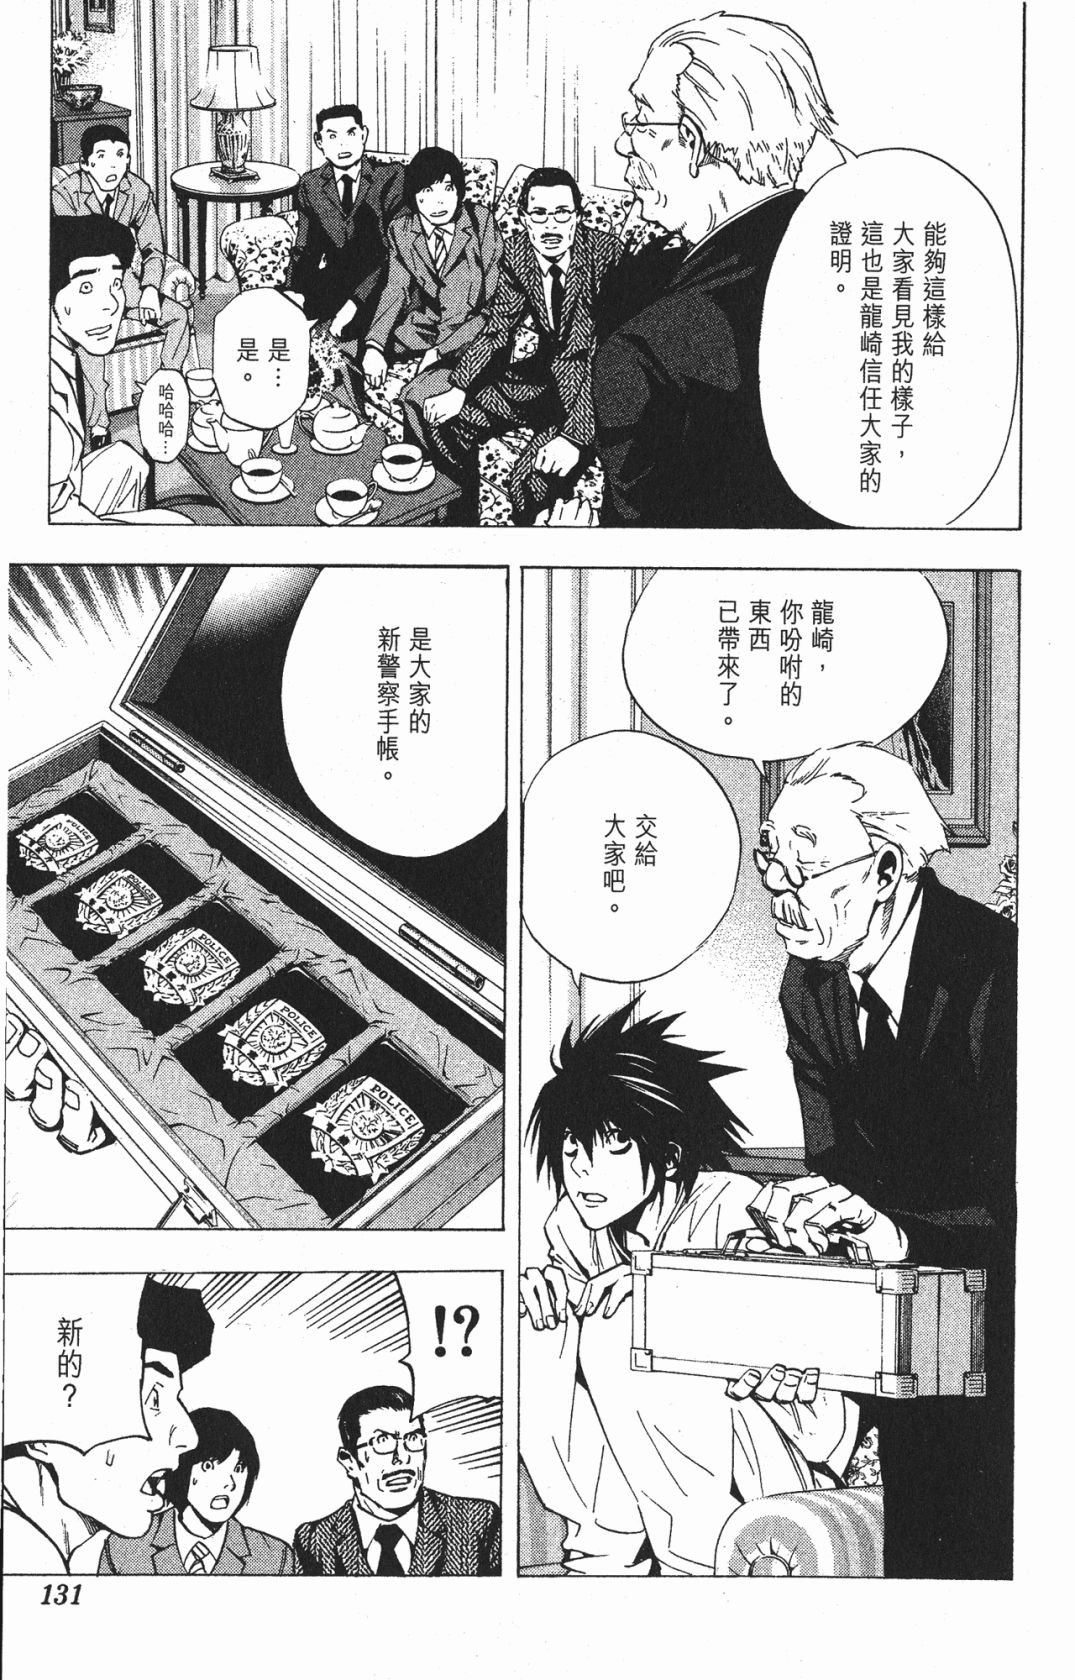 能夠這樣給
大家看見我的樣子，
這也是龍崎信任大家的
證明。
是…
是。
哈哈哈…
龍崎，
你吩咐的
東西
已帶來了。
交給
大家吧。
是大家的
新警察手帳。
POLICE
POLICE
POLICE
POLICE
POLICE
!?
新的？
131